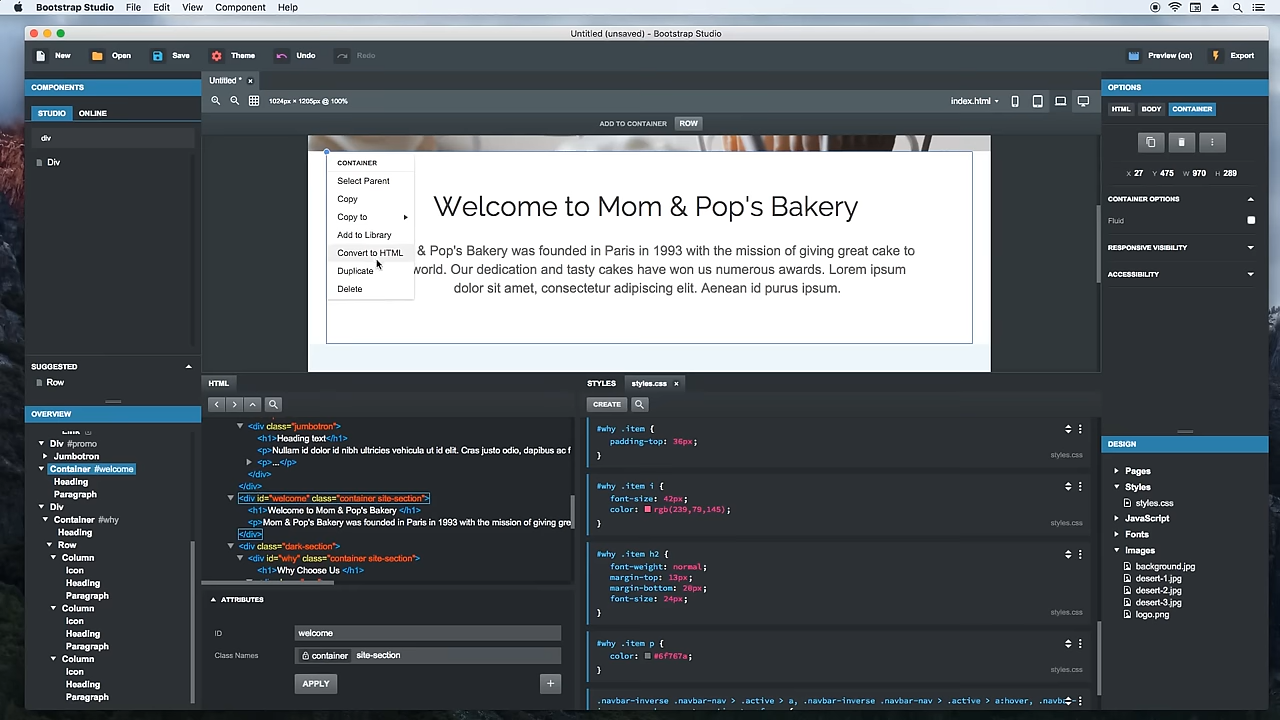 Bootstrap Studio File Edit View Component Help
Untitled (unsaved) - Bootstrap Studio
New Open Save Theme Undo Redo Preview (on) Export
COMPONENTS
STUDIO ONLINE
div
Div
SUGGESTED
Row
OVERVIEW
Div #promo
Jumbotron
Container #welcome
Heading
Paragraph
Div
Container #why
Heading
Row
Column
Icon
Heading
Paragraph
Column
Icon
Heading
Paragraph
Column
Icon
Heading
Paragraph
Untitled * ×
1024px × 1205px @ 100%
index.html
ADD TO CONTAINER ROW
CONTAINER
Select Parent
Copy
Copy to
Add to Library
Convert to HTML
Duplicate
Delete
Welcome to Mom & Pop's Bakery
& Pop's Bakery was founded in Paris in 1993 with the mission of giving great cake to
world. Our dedication and tasty cakes have won us numerous awards. Lorem ipsum
dolor sit amet, consectetur adipiscing elit. Aenean id purus ipsum.
HTML
<div class="jumbotron">
<h1>Heading text</h1>
<p>Nullam id dolor id nibh ultricies vehicula ut id elit. Cras justo odio, dapibus ac f
<p>...</p>
</div>
</div>
<div id="welcome" class="container site-section">
<h1>Welcome to Mom & Pop's Bakery </h1>
<p>Mom & Pop's Bakery was founded in Paris in 1993 with the mission of giving gre
</div>
<div class="dark-section">
<div id="why" class="container site-section">
<h1>Why Choose Us </h1>
ATTRIBUTES
ID welcome
Class Names container site-section
APPLY +
STYLES styles.css ×
CREATE
#why .item {
padding-top: 36px;
}
styles.css
#why .item i {
font-size: 42px;
color: rgb(239,79,145);
}
styles.css
#why .item h2 {
font-weight: normal;
margin-top: 13px;
margin-bottom: 20px;
font-size: 24px;
}
styles.css
#why .item p {
color: #6f767a;
}
styles.css
.navbar-inverse .navbar-nav > .active > a, .navbar-inverse .navbar-nav > .active > a:hover, .navba
OPTIONS
HTML BODY CONTAINER
X 27 Y 475 W 970 H 289
CONTAINER OPTIONS
Fluid
RESPONSIVE VISIBILITY
ACCESSIBILITY
DESIGN
Pages
Styles
styles.css
JavaScript
Fonts
Images
background.jpg
desert-1.jpg
desert-2.jpg
desert-3.jpg
logo.png